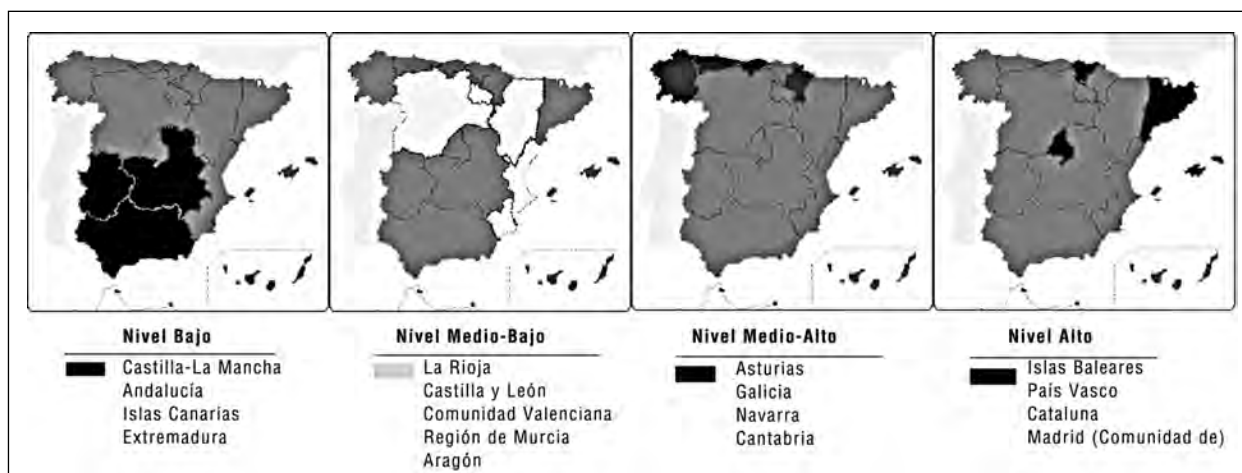 Nivel Bajo
Castilla-La Mancha
Andalucía
Islas Canarias
Extremadura
Nivel Medio-Bajo
La Rioja
Castilla y León
Comunidad Valenciana
Región de Murcia
Aragón
Nivel Medio-Alto
Asturias
Galicia
Navarra
Cantabria
Nivel Alto
Islas Baleares
País Vasco
Cataluna
Madrid (Comunidad de)